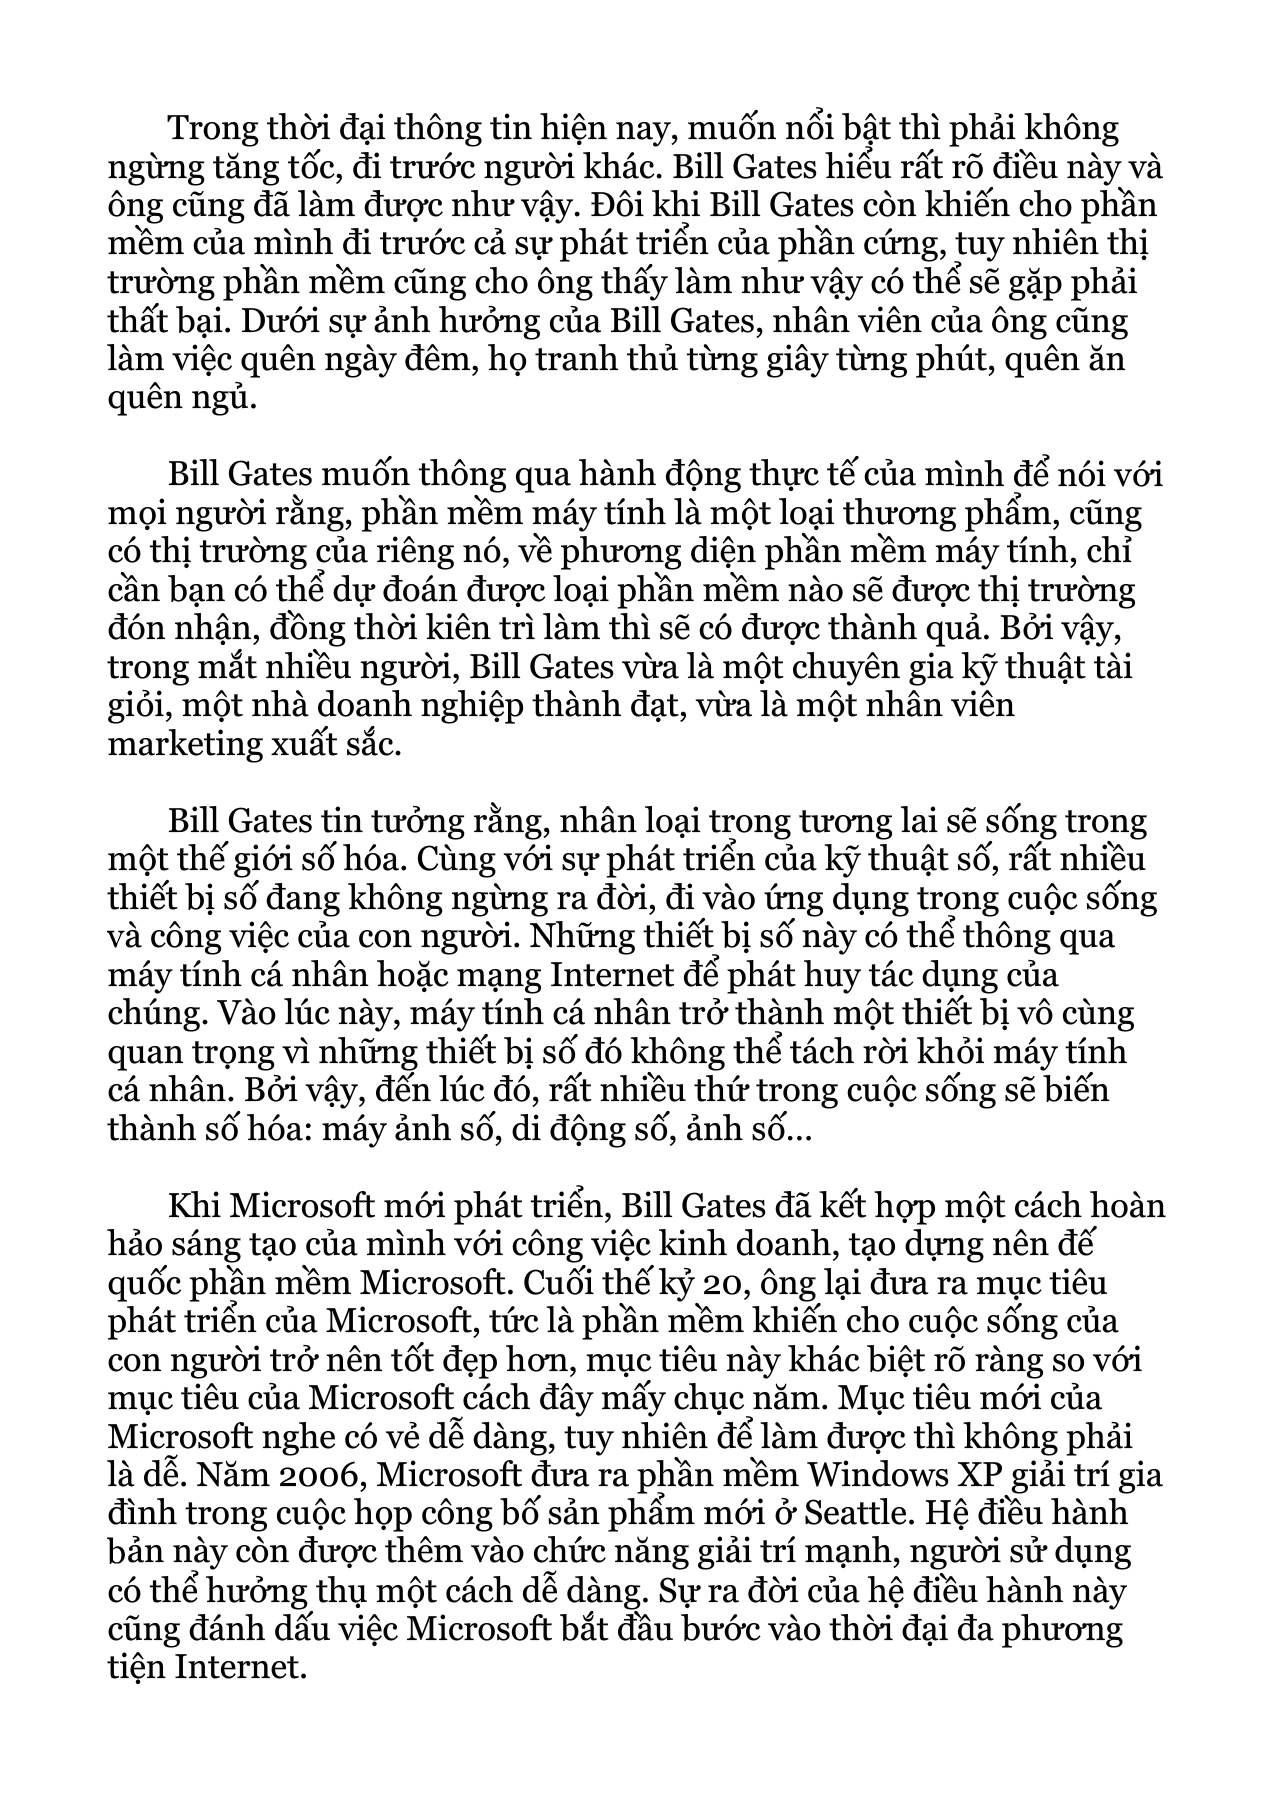 Trong thời đại thông tin hiện nay, muốn nổi bật thì phải không
ngừng tăng tốc, đi trước người khác. Bill Gates hiểu rất rõ điều này và
ông cũng đã làm được như vậy. Đôi khi Bill Gates còn khiến cho phần
mềm của mình đi trước cả sự phát triển của phần cứng, tuy nhiên thị
trường phần mềm cũng cho ông thấy làm như vậy có thể sẽ gặp phải
thất bại. Dưới sự ảnh hưởng của Bill Gates, nhân viên của ông cũng
làm việc quên ngày đêm, họ tranh thủ từng giây từng phút, quên ăn
quên ngủ.
Bill Gates muốn thông qua hành động thực tế của mình để nói với
mọi người rằng, phần mềm máy tính là một loại thương phẩm, cũng
có thị trường của riêng nó, về phương diện phần mềm máy tính, chỉ
cần bạn có thể dự đoán được loại phần mềm nào sẽ được thị trường
đón nhận, đồng thời kiên trì làm thì sẽ có được thành quả. Bởi vậy,
trong mắt nhiều người, Bill Gates vừa là một chuyên gia kỹ thuật tài
giỏi, một nhà doanh nghiệp thành đạt, vừa là một nhân viên
marketing xuất sắc.
Bill Gates tin tưởng rằng, nhân loại trong tương lai sẽ sống trong
một thế giới số hóa. Cùng với sự phát triển của kỹ thuật số, rất nhiều
thiết bị số đang không ngừng ra đời, đi vào ứng dụng trong cuộc sống
và công việc của con người. Những thiết bị số này có thể thông qua
máy tính cá nhân hoặc mạng Internet để phát huy tác dụng của
chúng. Vào lúc này, máy tính cá nhân trở thành một thiết bị vô cùng
quan trọng vì những thiết bị số đó không thể tách rời khỏi máy tính
cá nhân. Bởi vậy, đến lúc đó, rất nhiều thứ trong cuộc sống sẽ biến
thành số hóa: máy ảnh số, di động số, ảnh số...
Khi Microsoft mới phát triển, Bill Gates đã kết hợp một cách hoàn
hảo sáng tạo của mình với công việc kinh doanh, tạo dựng nên đế
quốc phần mềm Microsoft. Cuối thế kỷ 20, ông lại đưa ra mục tiêu
phát triển của Microsoft, tức là phần mềm khiến cho cuộc sống của
con người trở nên tốt đẹp hơn, mục tiêu này khác biệt rõ ràng so với
mục tiêu của Microsoft cách đây mấy chục năm. Mục tiêu mới của
Microsoft nghe có vẻ dễ dàng, tuy nhiên để làm được thì không phải
là dễ. Năm 2006, Microsoft đưa ra phần mềm Windows XP giải trí gia
đình trong cuộc họp công bố sản phẩm mới ở Seattle. Hệ điều hành
bản này còn được thêm vào chức năng giải trí mạnh, người sử dụng
có thể hưởng thụ một cách dễ dàng. Sự ra đời của hệ điều hành này
cũng đánh dấu việc Microsoft bắt đầu bước vào thời đại đa phương
tiện Internet.